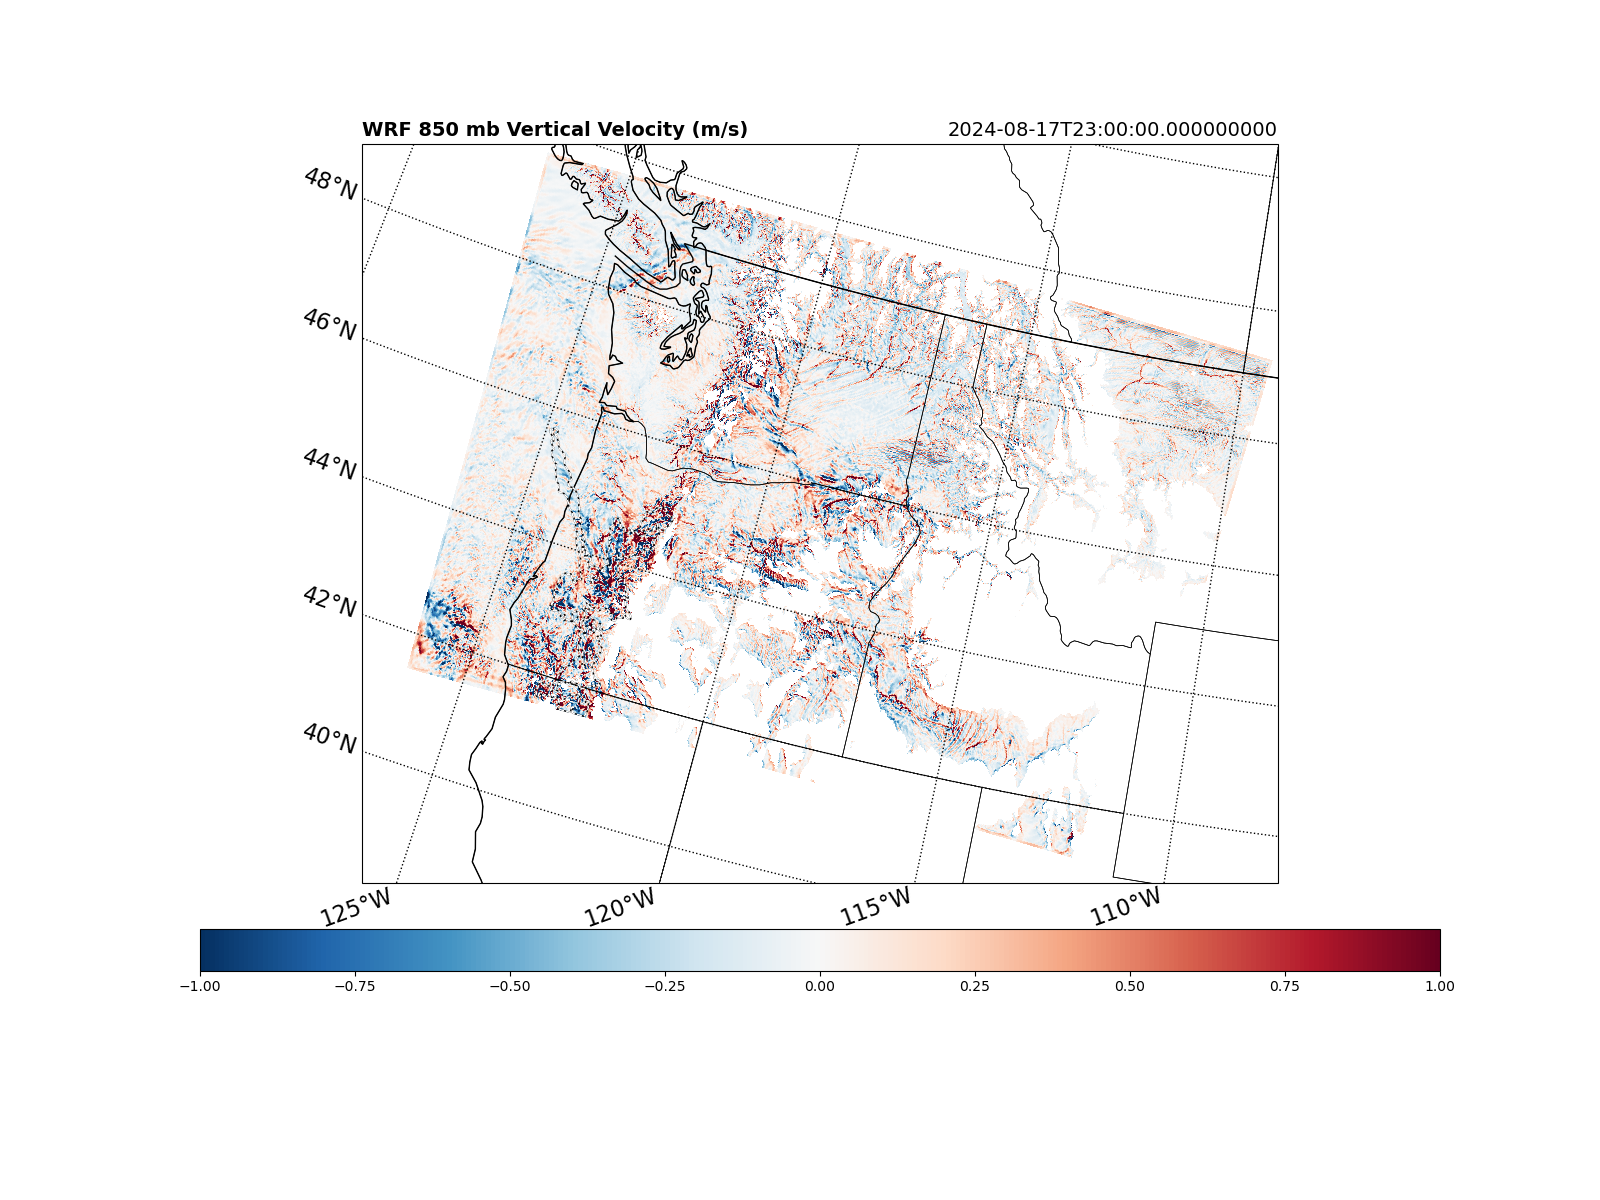 WRF 850 mb Vertical Velocity (m/s) 2024-08-17T23:00:00.000000000
48°N
46°N
44°N
42°N
40°N
125°W 120°W 115°W 110°W
−1.00 −0.75 −0.50 −0.25 0.00 0.25 0.50 0.75 1.00